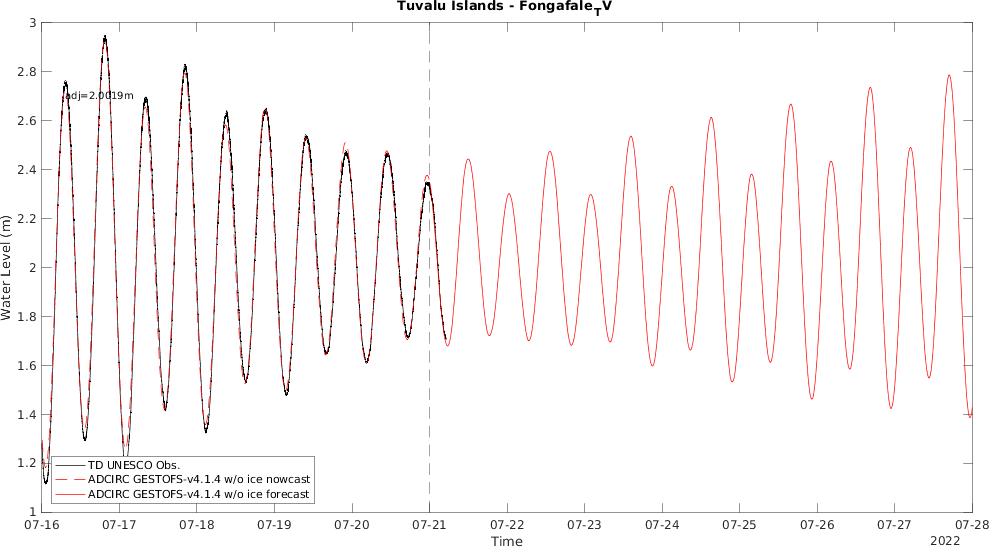 Tuvalu Islands - Fongafale_TV
Water Level (m)
3
2.8
2.6
2.4
2.2
2
1.8
1.6
1.4
1.2
1
adj=2.0019m
TD UNESCO Obs.
ADCIRC GESTOFS-v4.1.4 w/o ice nowcast
ADCIRC GESTOFS-v4.1.4 w/o ice forecast
07-16 07-17 07-18 07-19 07-20 07-21 07-22 07-23 07-24 07-25 07-26 07-27 07-28
Time
2022